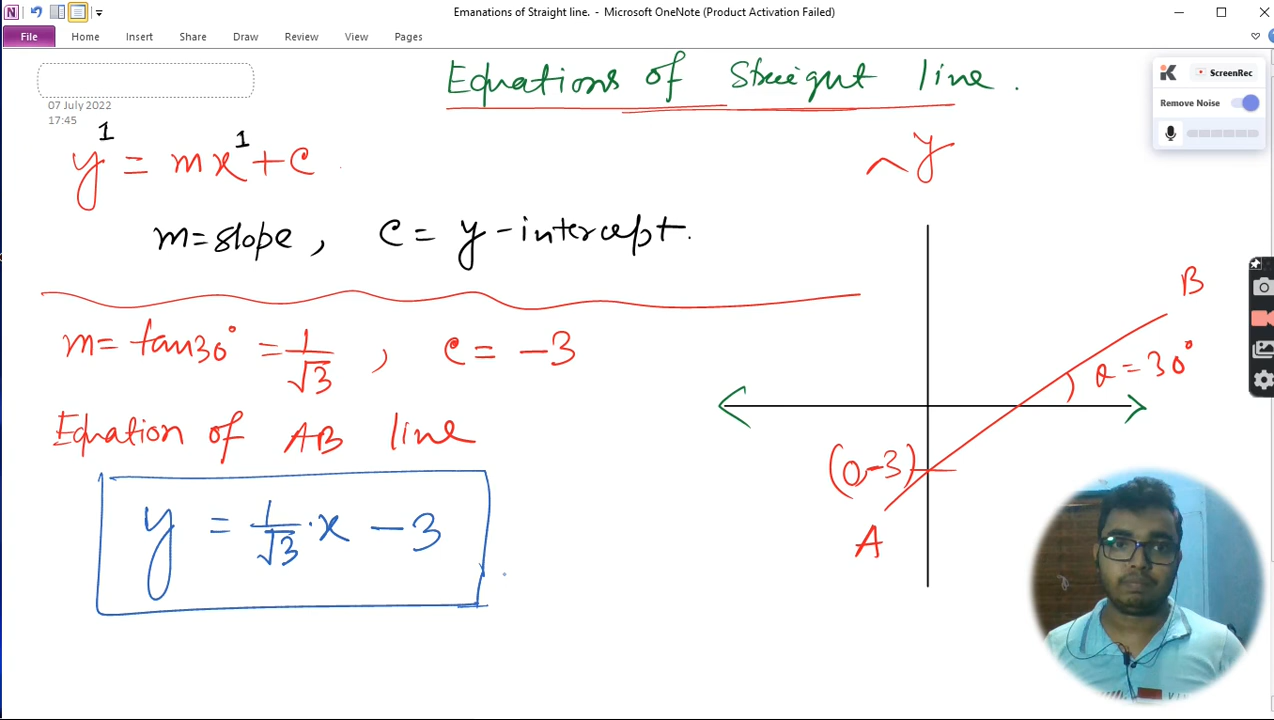 Emanations of Straight line. - Microsoft OneNote (Product Activation Failed)
File Home Insert Share Draw Review View Pages
Equations of Straight line.
07 July 2022
17:45
ScreenRec
Remove Noise
y¹ = mx¹ + c
y
m = slope, c = y-intercept.
B
m = tan30° = 1/√3, c = -3
θ = 30°
Equation of AB line
(0,-3)
A
y = 1/√3 · x - 3